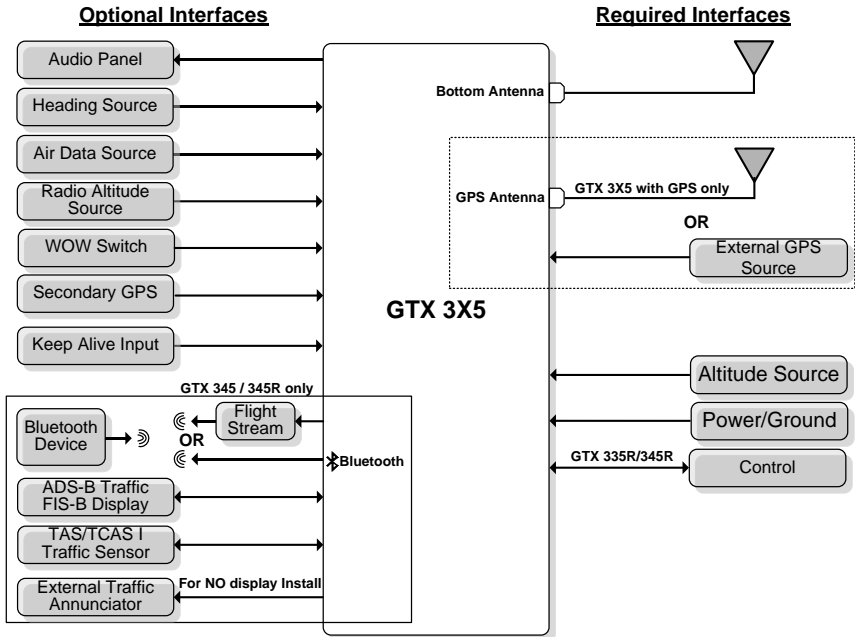 Optional Interfaces
Required Interfaces
Audio Panel
Heading Source
Air Data Source
Radio Altitude
Source
WOW Switch
Secondary GPS
Keep Alive Input
GTX 345 / 345R only
Bluetooth
Device
OR
Flight
Stream
Bluetooth
ADS-B Traffic
FIS-B Display
TAS/TCAS I
Traffic Sensor
External Traffic
Annunciator
For NO display Install
GTX 3X5
Bottom Antenna
GPS Antenna
GTX 3X5 with GPS only
OR
External GPS
Source
Altitude Source
Power/Ground
GTX 335R/345R
Control